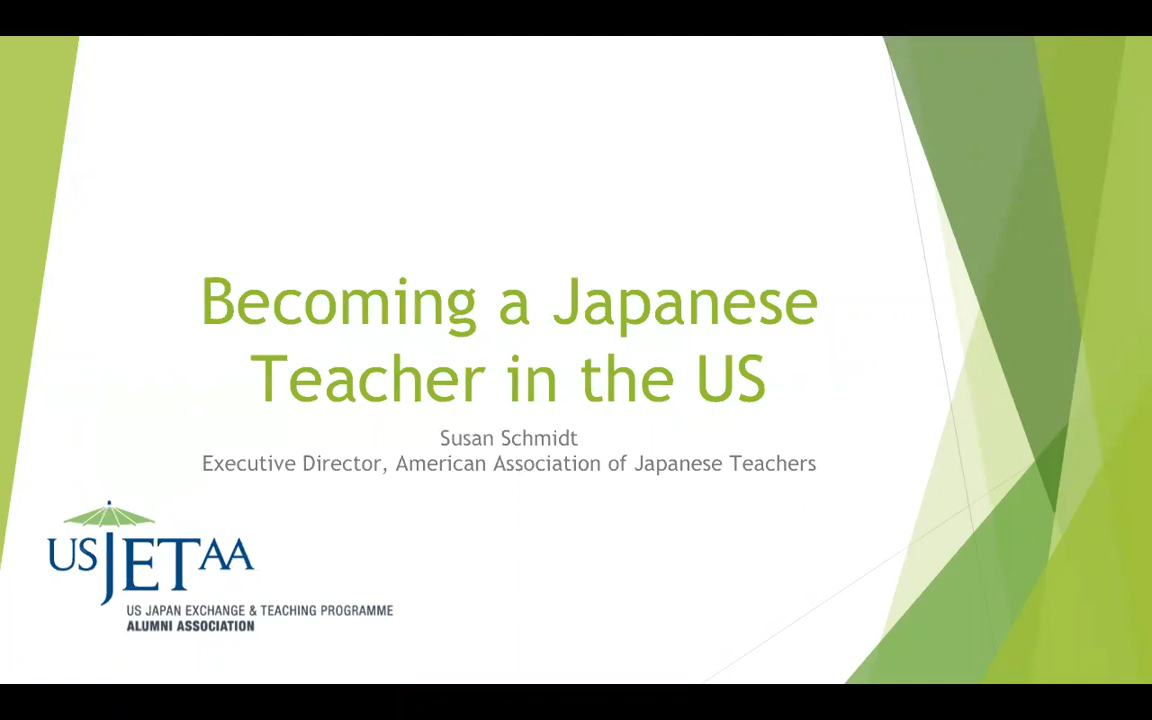 Becoming a Japanese
Teacher in the US
Susan Schmidt
Executive Director, American Association of Japanese Teachers
USJETAA
US JAPAN EXCHANGE & TEACHING PROGRAMME
ALUMNI ASSOCIATION